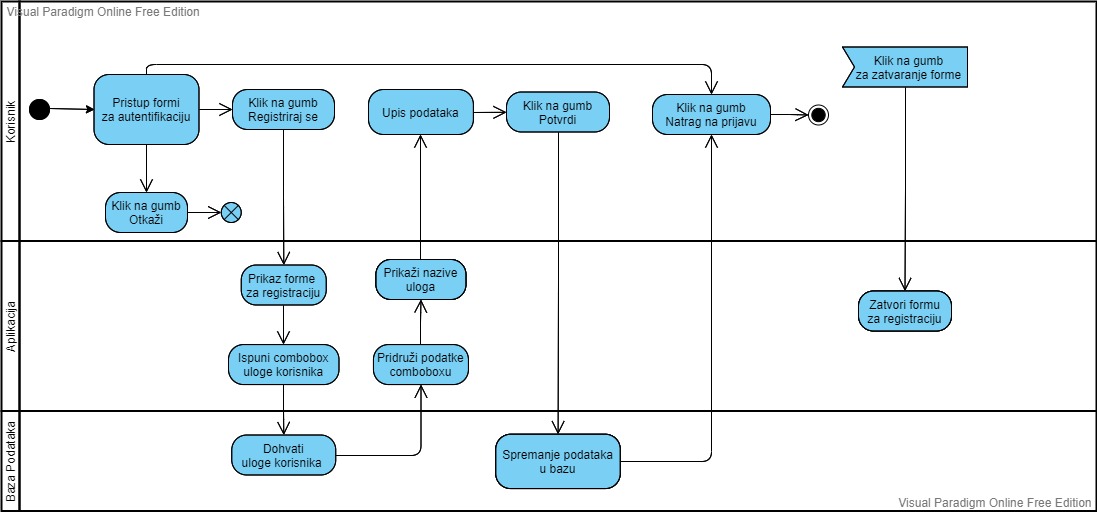 Visual Paradigm Online Free Edition
Korisnik
Pristup formi
za autentifikaciju
Klik na gumb
Registriraj se
Upis podataka
Klik na gumb
Potvrdi
Klik na gumb
Natrag na prijavu
Klik na gumb
za zatvaranje forme
Klik na gumb
Otkaži
Aplikacija
Prikaz forme
za registraciju
Prikaži nazive
uloga
Zatvori formu
za registraciju
Ispuni combobox
uloge korisnika
Pridruži podatke
comboboxu
Baza Podataka
Dohvati
uloge korisnika
Spremanje podataka
u bazu
Visual Paradigm Online Free Edition